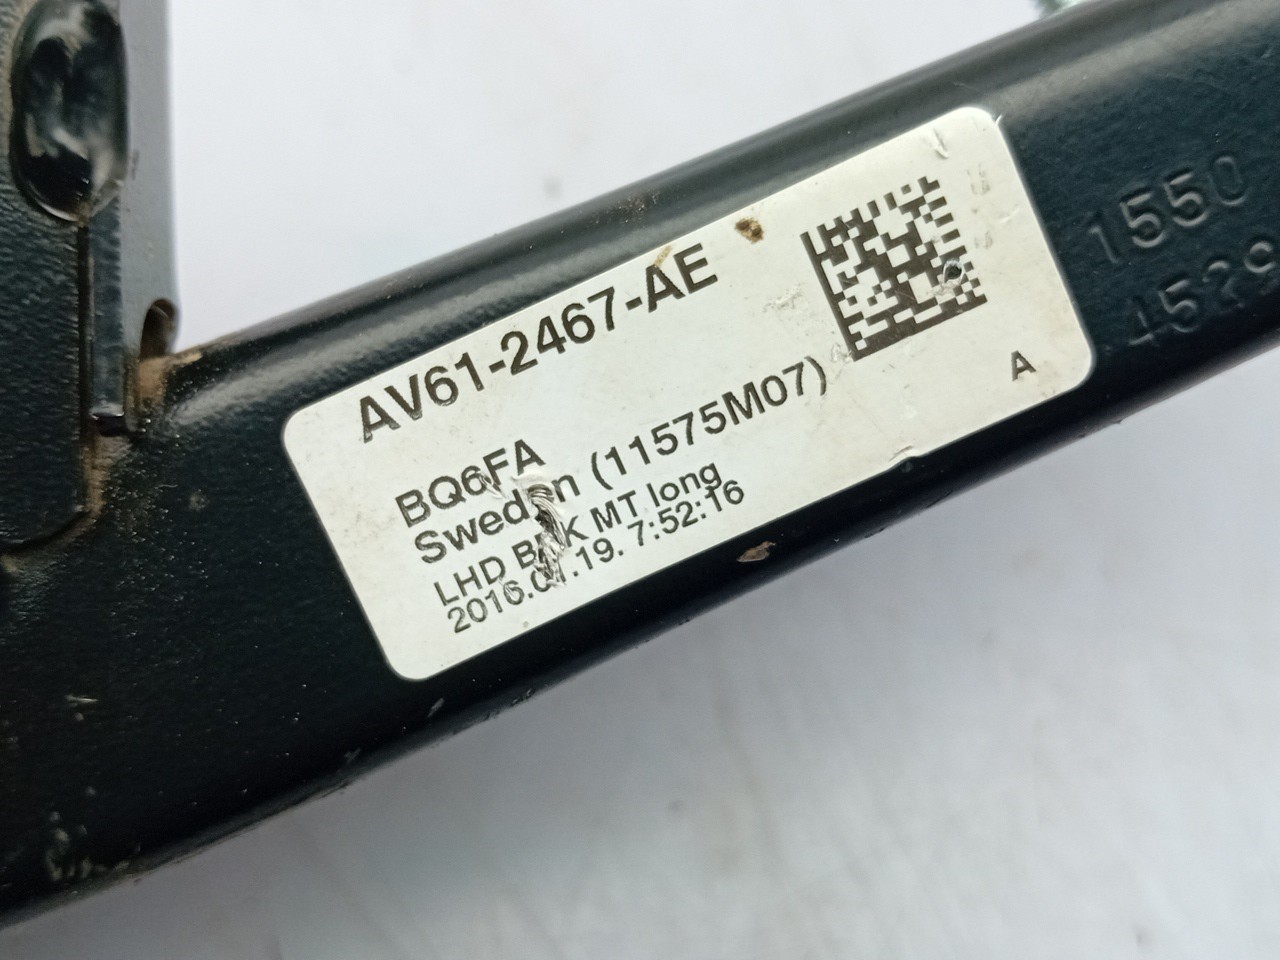 AV61-2467-AE
BQ6FA
Sweden (11575M07)
LHD MT long
7:52:16
A
1550